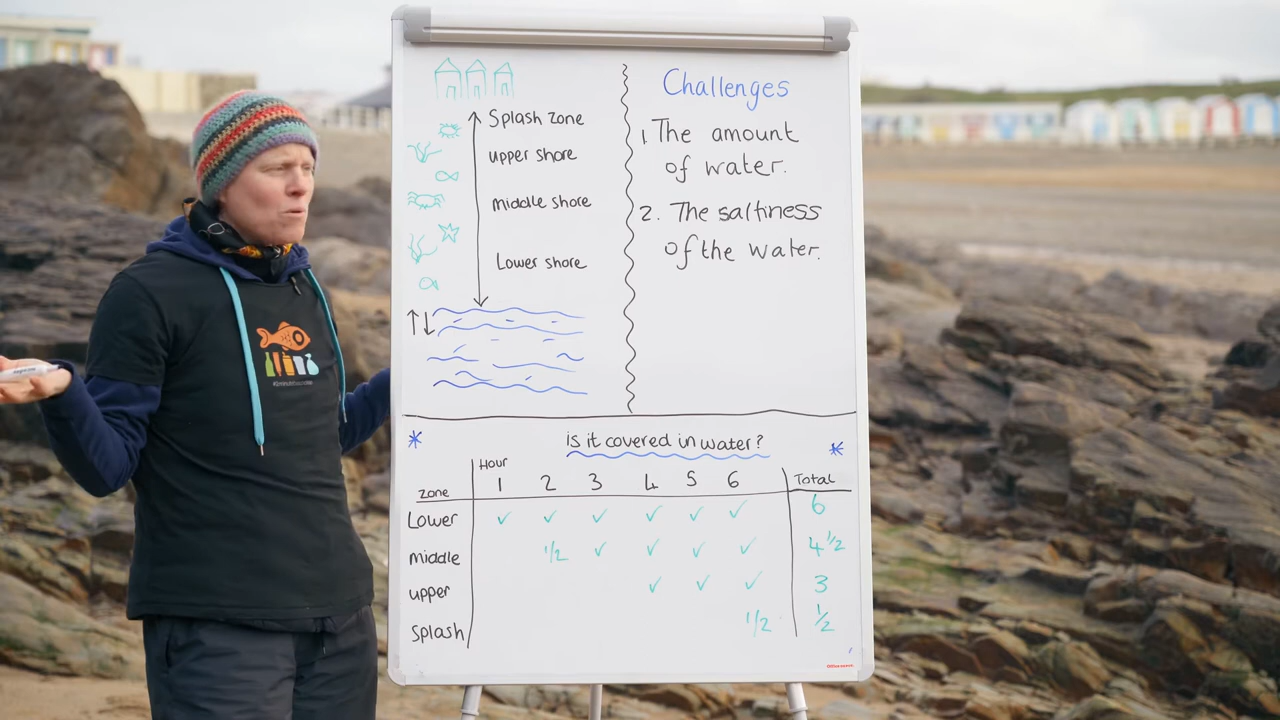 Splash Zone
upper shore
middle shore
Lower shore
Challenges
1. The amount
of water.
2. The saltiness
of the water.
Is it covered in water?
Hour
zone 1 2 3 4 5 6 Total
Lower ✓ ✓ ✓ ✓ ✓ ✓ 6
middle 1/2 ✓ ✓ ✓ ✓ 4 1/2
upper ✓ ✓ ✓ 3
Splash 1/2 1/2